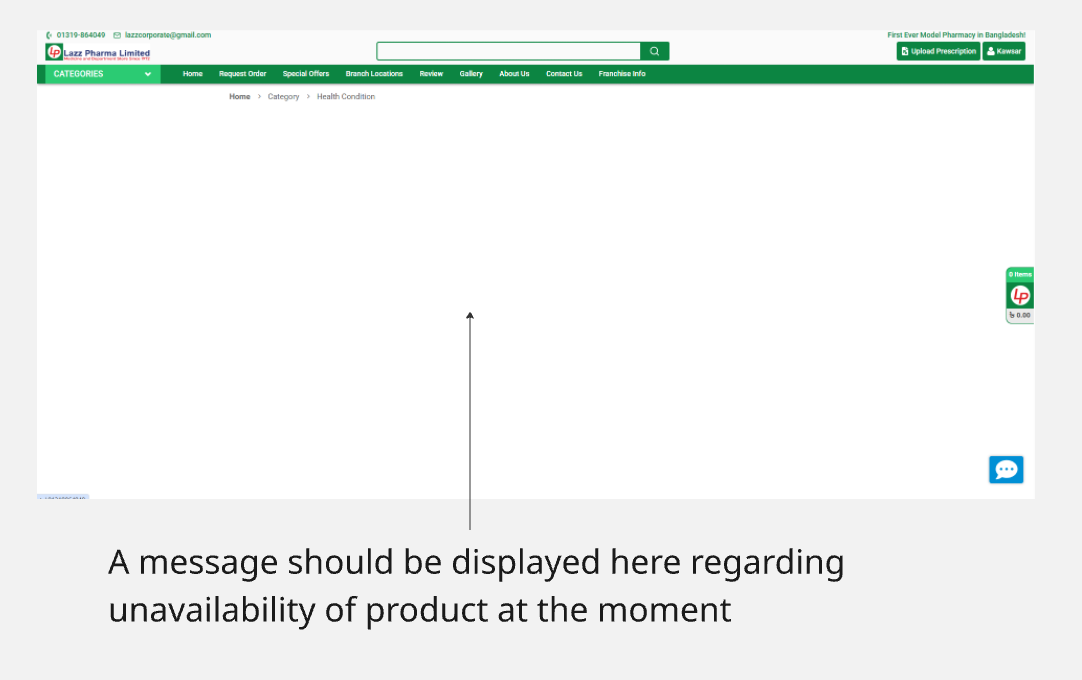 01319-864049 lazzcorporate@gmail.com
First Ever Model Pharmacy in Bangladesh!
LP Lazz Pharma Limited
Upload Prescription
Kawsar
CATEGORIES
Home Request Order Special Offers Branch Locations Review Gallery About Us Contact Us Franchise Info
Home > Category > Health Condition
0 Items
LP
৳ 0.00
A message should be displayed here regarding
unavailability of product at the moment